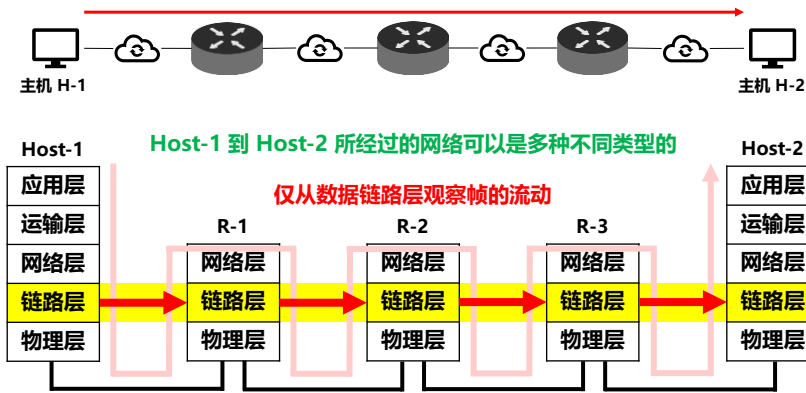 主机 H-1
主机 H-2
Host-1 到 Host-2 所经过的网络可以是多种不同类型的
仅从数据链路层观察帧的流动
Host-1
应用层
运输层
网络层
链路层
物理层
R-1
网络层
链路层
物理层
R-2
网络层
链路层
物理层
R-3
网络层
链路层
物理层
Host-2
应用层
运输层
网络层
链路层
物理层